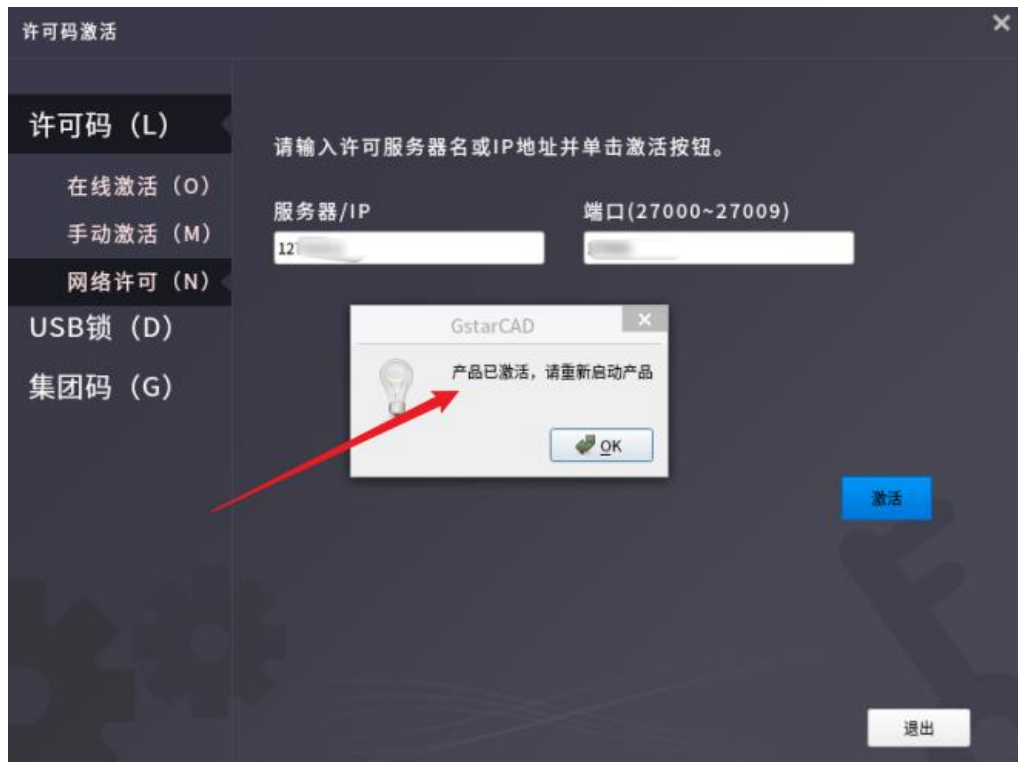 许可码激活
许可码（L）
在线激活（O）
手动激活（M）
网络许可（N）
USB锁（D）
集团码（G）
请输入许可服务器名或IP地址并单击激活按钮。
服务器/IP
端口(27000~27009)
12
GstarCAD
产品已激活，请重新启动产品
OK
激活
退出